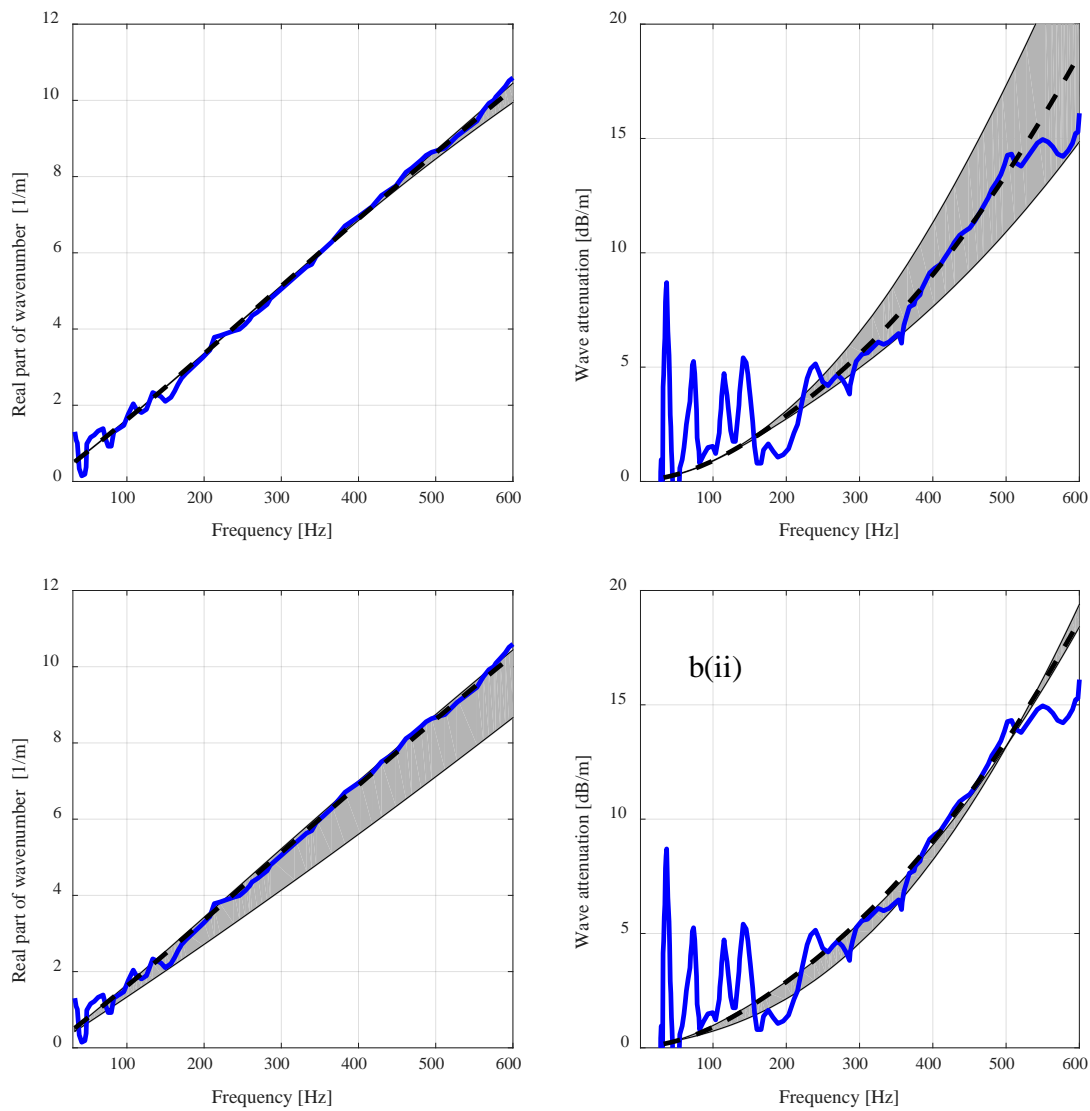 12
10
8
6
4
2
0
Real part of wavenumber [1/m]
100 200 300 400 500 600
Frequency [Hz]
20
15
10
5
0
Wave attenuation [dB/m]
100 200 300 400 500 600
Frequency [Hz]
12
10
8
6
4
2
0
Real part of wavenumber [1/m]
100 200 300 400 500 600
Frequency [Hz]
20
15
10
5
0
Wave attenuation [dB/m]
b(ii)
100 200 300 400 500 600
Frequency [Hz]